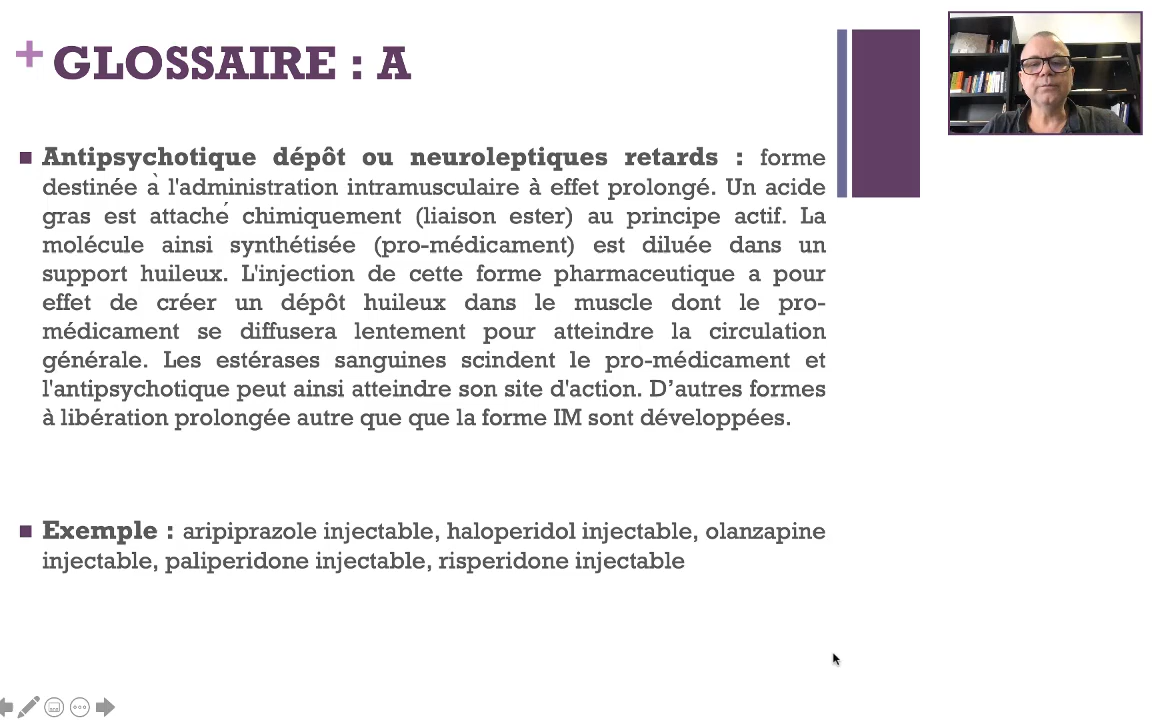 + GLOSSAIRE : A
Antipsychotique dépôt ou neuroleptiques retards : forme
destinée à l'administration intramusculaire à effet prolongé. Un acide
gras est attaché chimiquement (liaison ester) au principe actif. La
molécule ainsi synthétisée (pro-médicament) est diluée dans un
support huileux. L'injection de cette forme pharmaceutique a pour
effet de créer un dépôt huileux dans le muscle dont le pro-
médicament se diffusera lentement pour atteindre la circulation
générale. Les estérases sanguines scindent le pro-médicament et
l'antipsychotique peut ainsi atteindre son site d'action. D’autres formes
à libération prolongée autre que que la forme IM sont développées.
Exemple : aripiprazole injectable, haloperidol injectable, olanzapine
injectable, paliperidone injectable, risperidone injectable